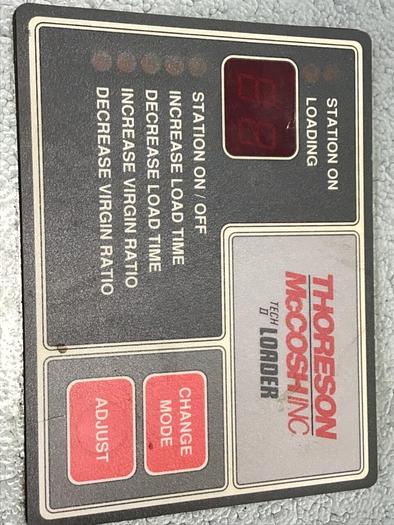 STATION ON
LOADING
STATION ON / OFF
INCREASE LOAD TIME
DECREASE LOAD TIME
INCREASE VIRGIN RATIO
DECREASE VIRGIN RATIO
THORESON
McCOSH INC
TECH II LOADER
CHANGE
MODE
ADJUST